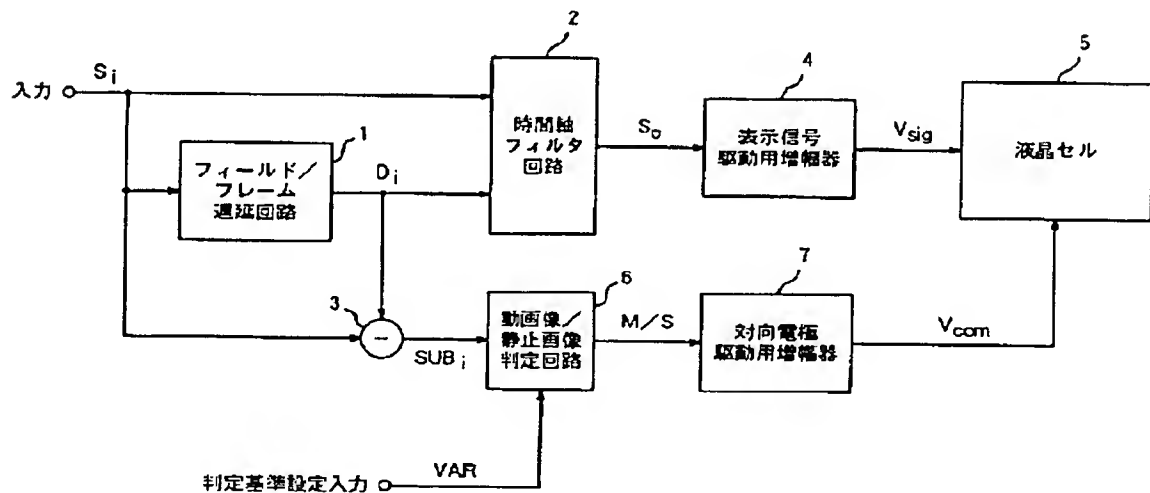 2
4
5
入力
Si
時間軸
フィルタ
回路
So
表示信号
駆動用増幅器
Vsig
液晶セル
1
フィールド／
フレーム
遅延回路
Di
3
−
SUBi
6
動画像／
静止画像
判定回路
M/S
7
対向電極
駆動用増幅器
Vcom
判定基準設定入力
VAR